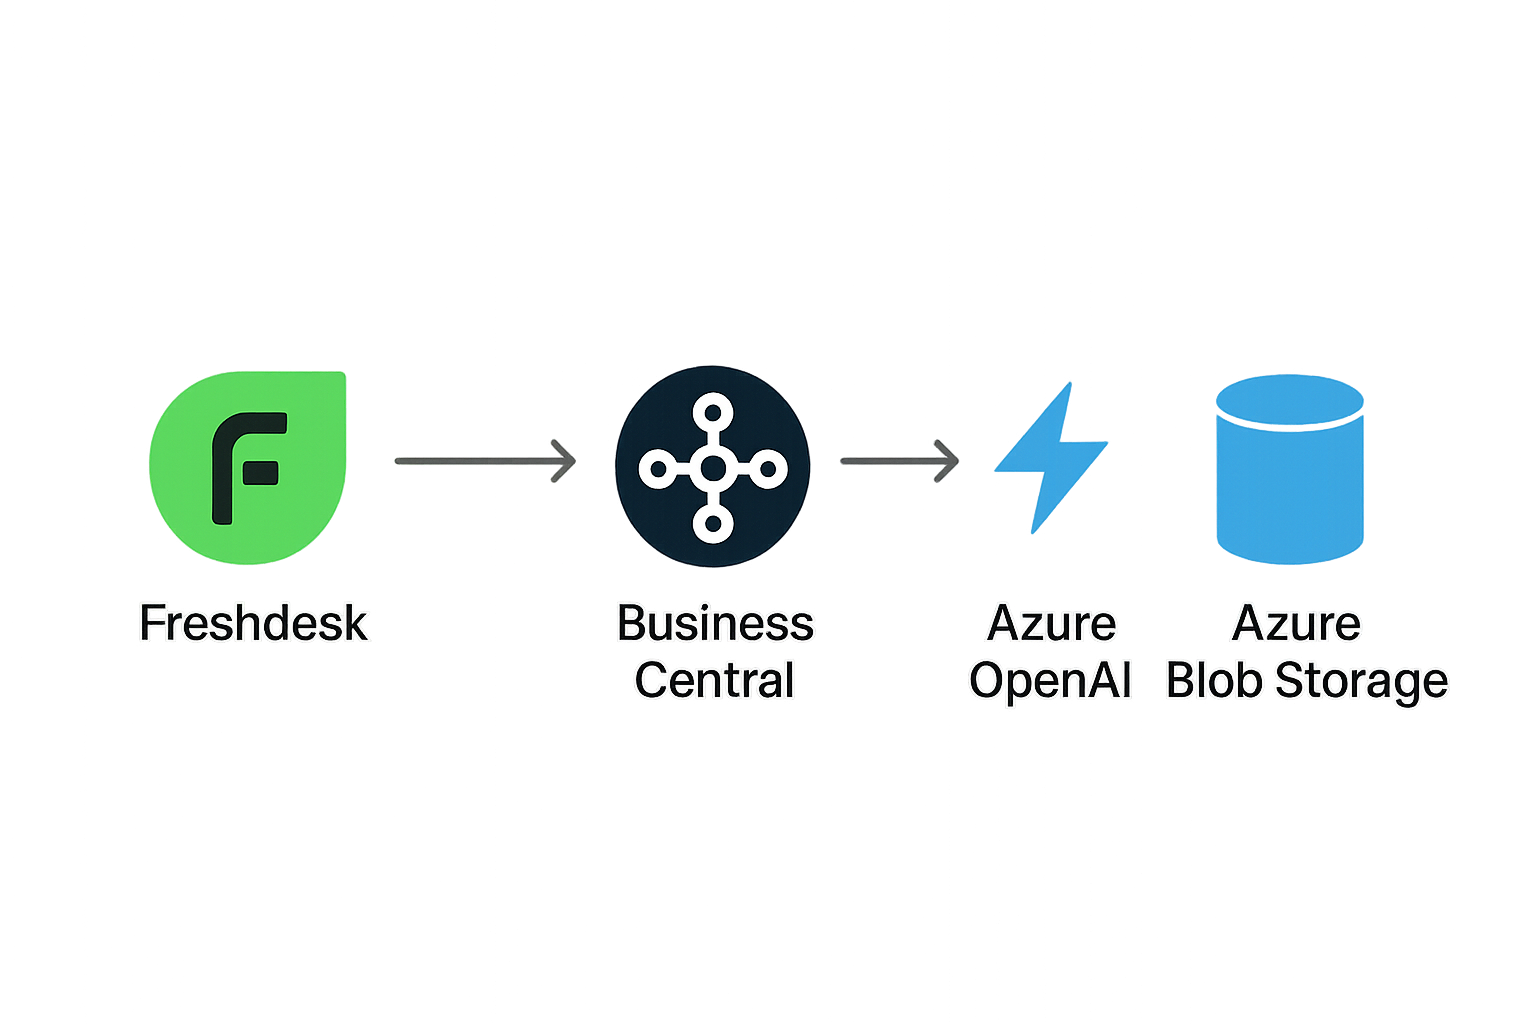 F
Freshdesk
Business
Central
Azure
OpenAI
Azure
Blob Storage